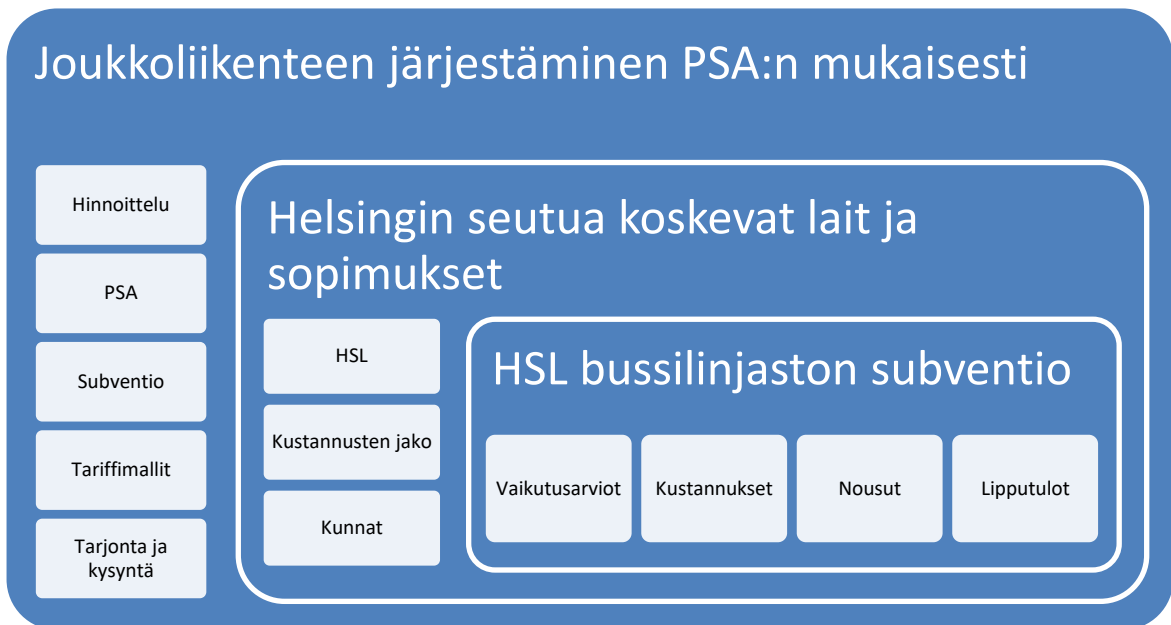 Joukkoliikenteen järjestäminen PSA:n mukaisesti
Hinnoittelu
PSA
Subventio
Tariffimallit
Tarjonta ja
kysyntä
Helsingin seutua koskevat lait ja
sopimukset
HSL
Kustannusten jako
Kunnat
HSL bussilinjaston subventio
Vaikutusarviot
Kustannukset
Nousut
Lipputulot